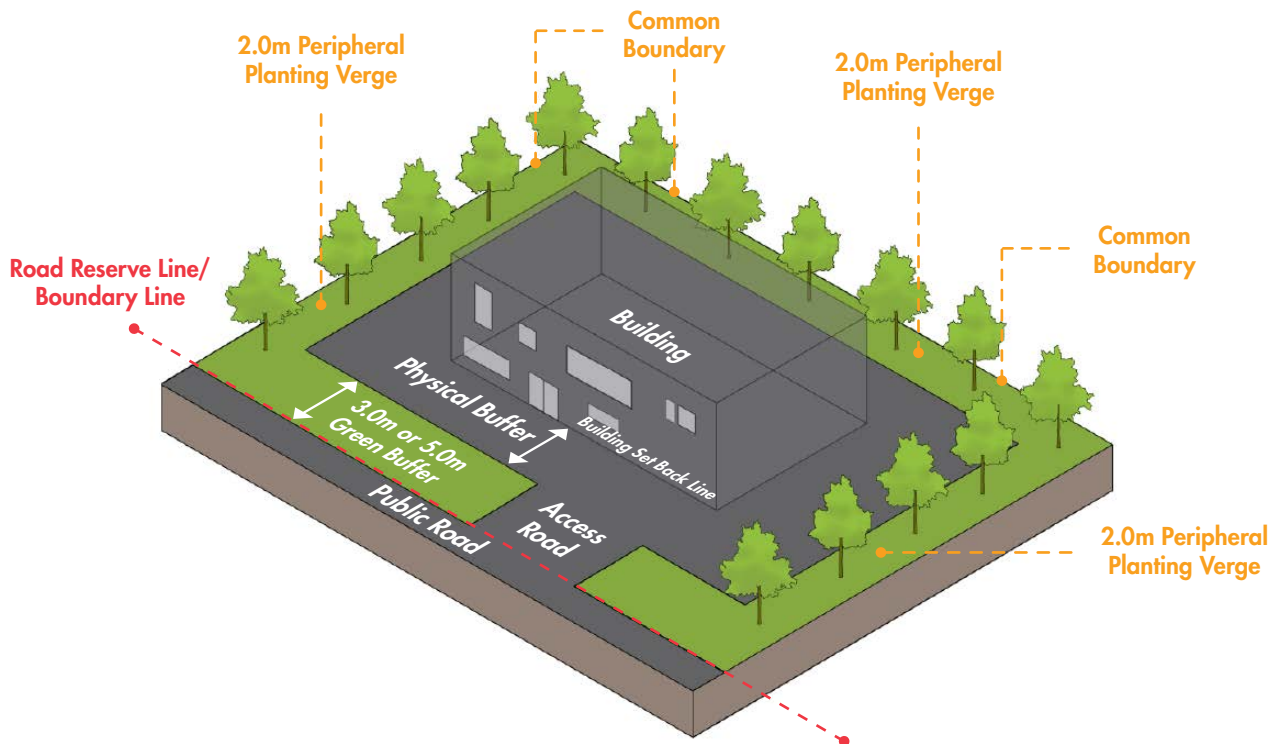 Common
Boundary
2.0m Peripheral
Planting Verge
2.0m Peripheral
Planting Verge
Common
Boundary
Road Reserve Line/
Boundary Line
Building
Physical Buffer
3.0m or 5.0m
Green Buffer
Building Set Back Line
Public Road
Access
Road
2.0m Peripheral
Planting Verge